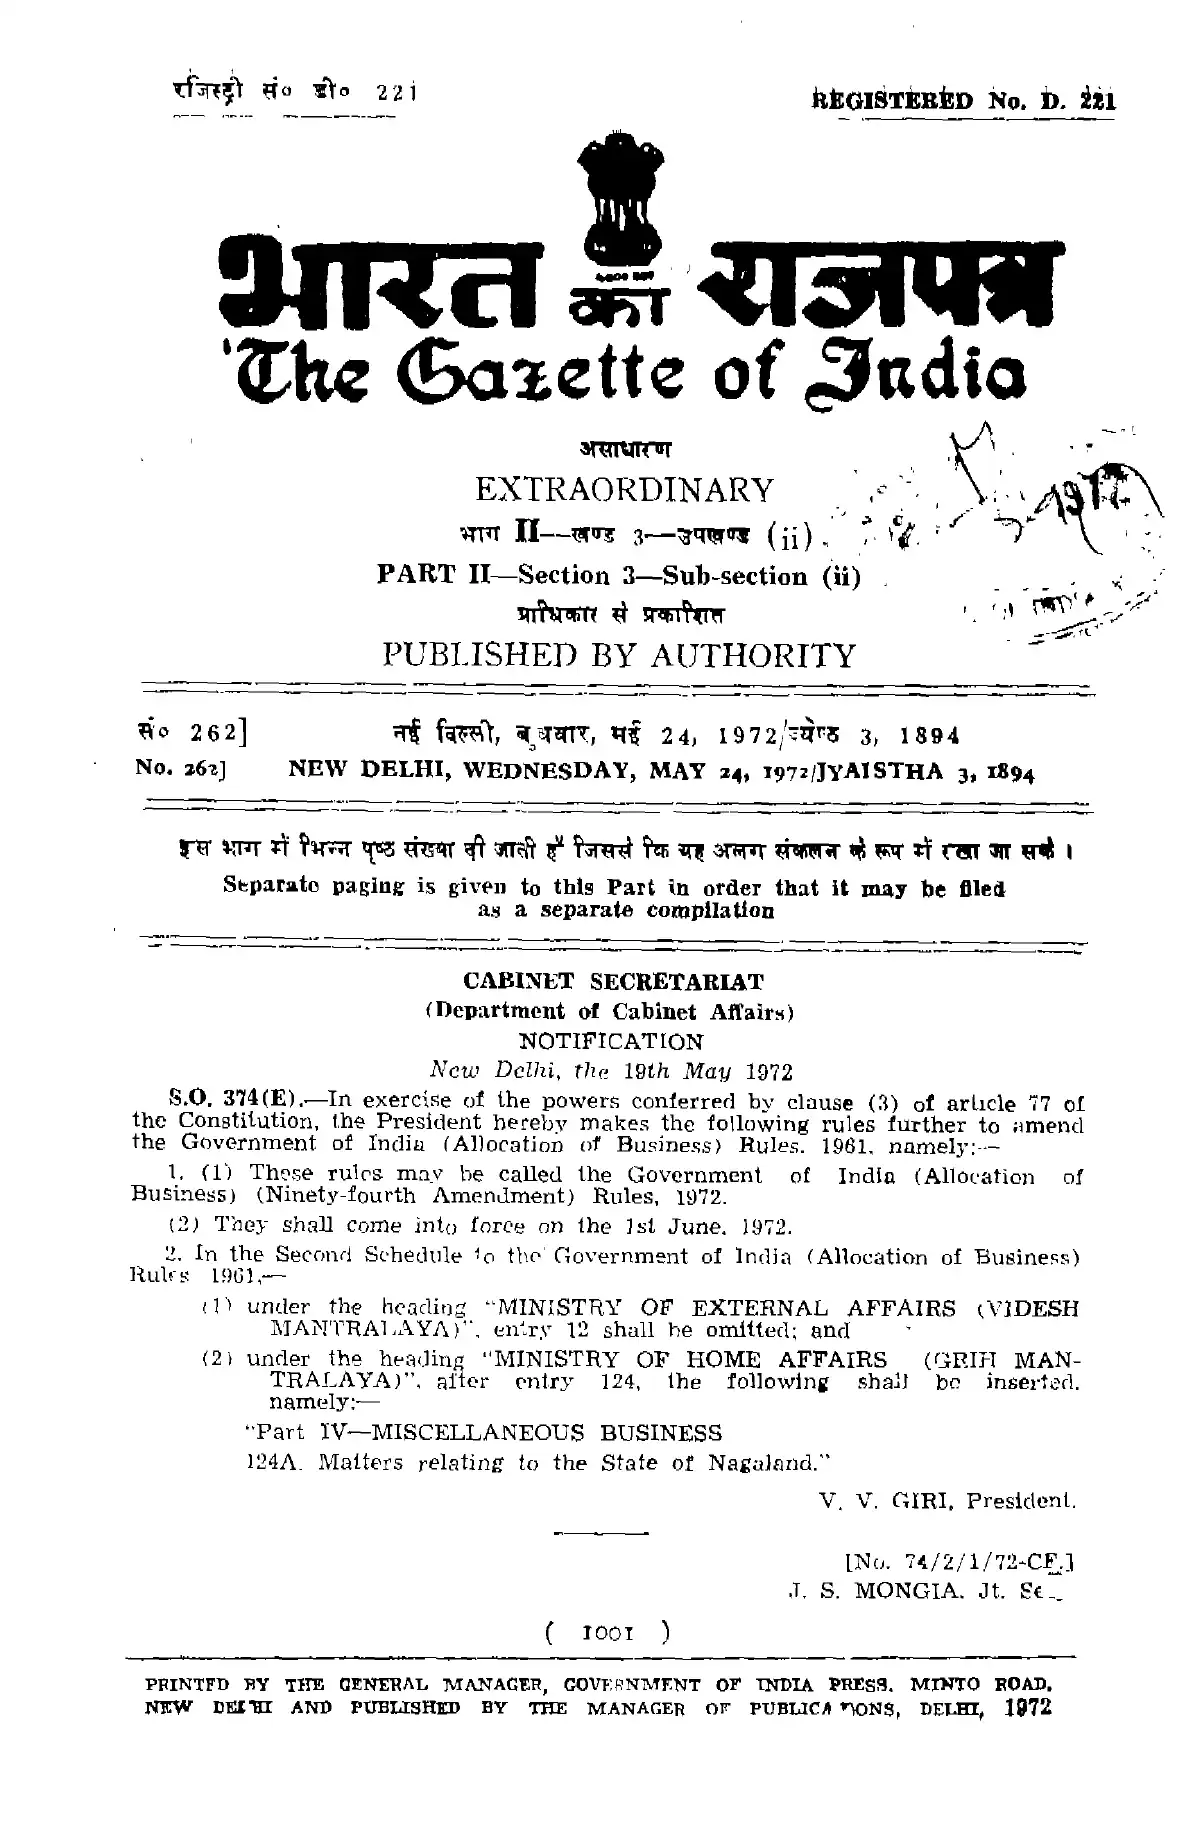 रजिस्ट्री सं० डी० 221
REGISTERED No. D. 221
भारत का राजपत्र
The Gazette of India
असाधारण
EXTRAORDINARY
भाग II—खण्ड 3—उपखण्ड (ii)
PART II—Section 3—Sub-section (ii)
प्राधिकार से प्रकाशित
PUBLISHED BY AUTHORITY
सं० 262] नई दिल्ली, बुधवार, मई 24, 1972/ज्येष्ठ 3, 1894
No. 262] NEW DELHI, WEDNESDAY, MAY 24, 1972/JYAISTHA 3, 1894
इस भाग में भिन्न पृष्ठ संख्या दी जाती है जिससे कि यह अलग संकलन के रूप में रखा जा सके ।
Separate paging is given to this Part in order that it may be filed
as a separate compilation
CABINET SECRETARIAT
(Department of Cabinet Affairs)
NOTIFICATION
New Delhi, the 19th May 1972
S.O. 374(E).—In exercise of the powers conferred by clause (3) of article 77 of
the Constitution, the President hereby makes the following rules further to amend
the Government of India (Allocation of Business) Rules. 1961, namely:—
1. (1) These rules may be called the Government of India (Allocation of
Business) (Ninety-fourth Amendment) Rules, 1972.
(2) They shall come into force on the 1st June, 1972.
2. In the Second Schedule to the Government of India (Allocation of Business)
Rules 1961,—
(1) under the heading "MINISTRY OF EXTERNAL AFFAIRS (VIDESH
MANTRALAYA)", entry 12 shall be omitted; and
(2) under the heading "MINISTRY OF HOME AFFAIRS (GRIH MAN-
TRALAYA)", after entry 124, the following shall be inserted,
namely:—
"Part IV—MISCELLANEOUS BUSINESS
124A. Matters relating to the State of Nagaland."
V. V. GIRI, President.
[No. 74/2/1/72-CF.]
J. S. MONGIA, Jt.
( 1001 )
PRINTED BY THE GENERAL MANAGER, GOVERNMENT OF INDIA PRESS, MINTO ROAD,
NEW DELHI AND PUBLISHED BY THE MANAGER OF PUBLICATIONS, DELHI, 1972